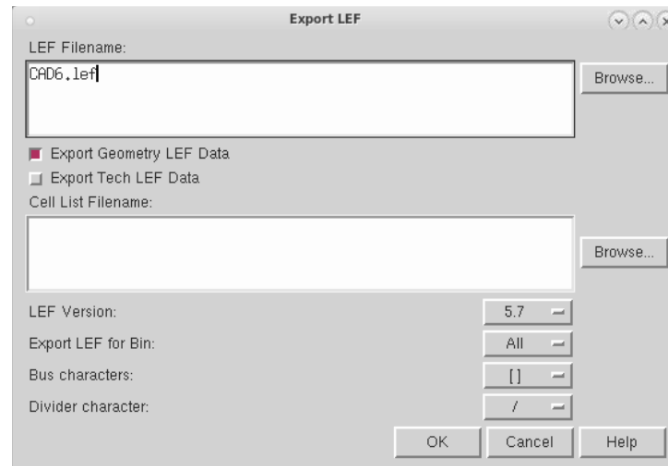 Export LEF
LEF Filename:
CAD6.lef
Browse...
Export Geometry LEF Data
Export Tech LEF Data
Cell List Filename:
Browse...
LEF Version: 5.7
Export LEF for Bin: All
Bus characters: []
Divider character: /
OK Cancel Help